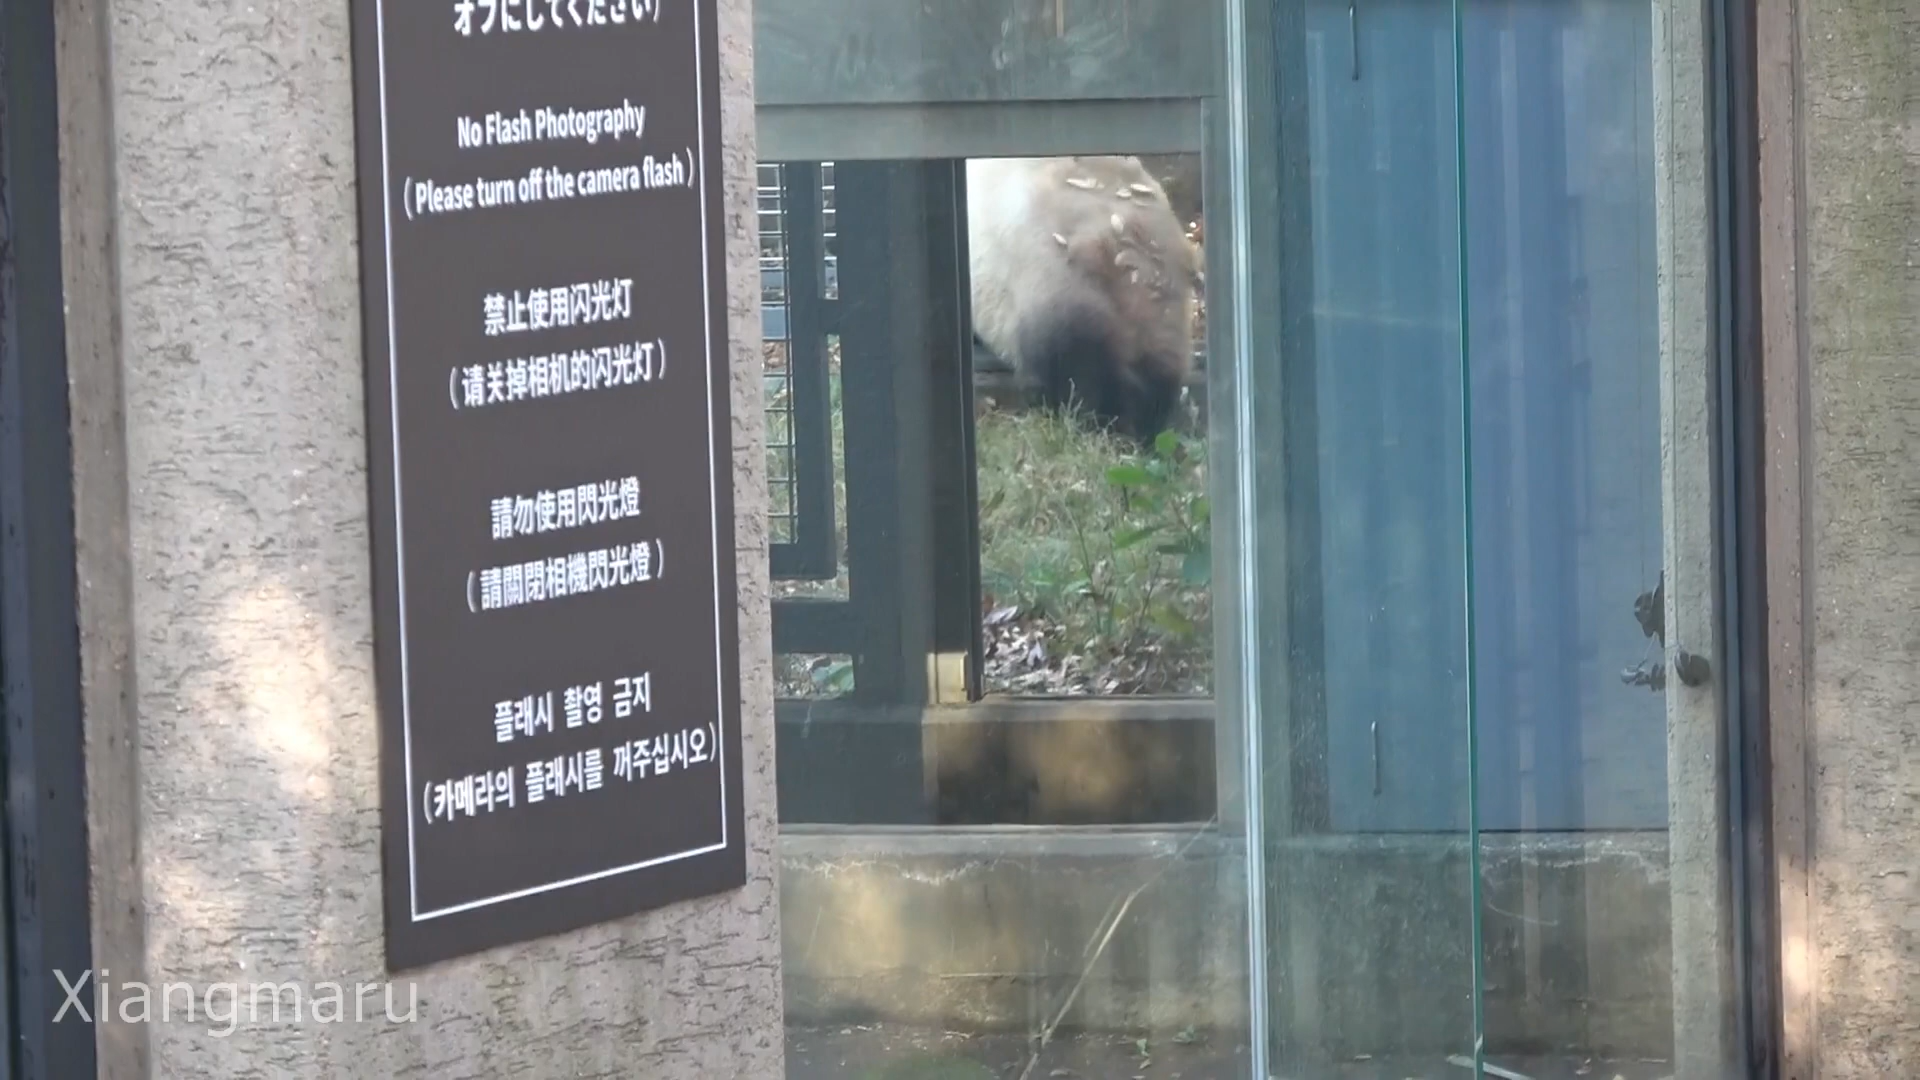 オフにしてください)
No Flash Photography
(Please turn off the camera flash)
禁止使用闪光灯
(请关掉相机的闪光灯)
請勿使用閃光燈
(請關閉相機閃光燈)
플래시 촬영 금지
(카메라의 플래시를 꺼주십시오)
Xiangmaru